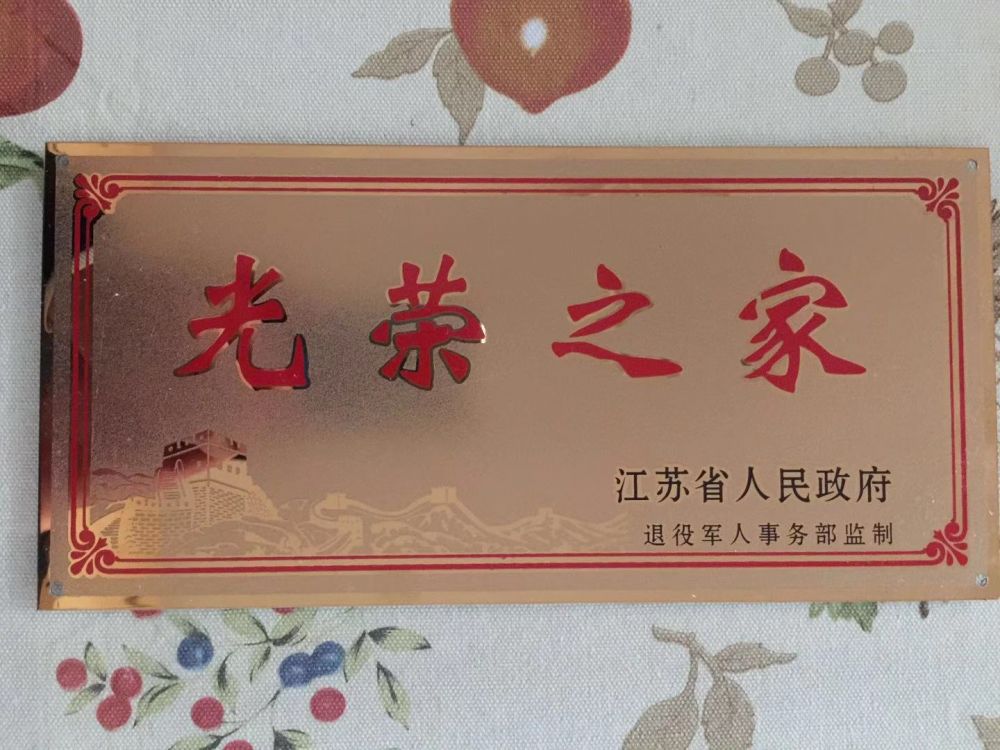 光荣之家
江苏省人民政府
退役军人事务部监制